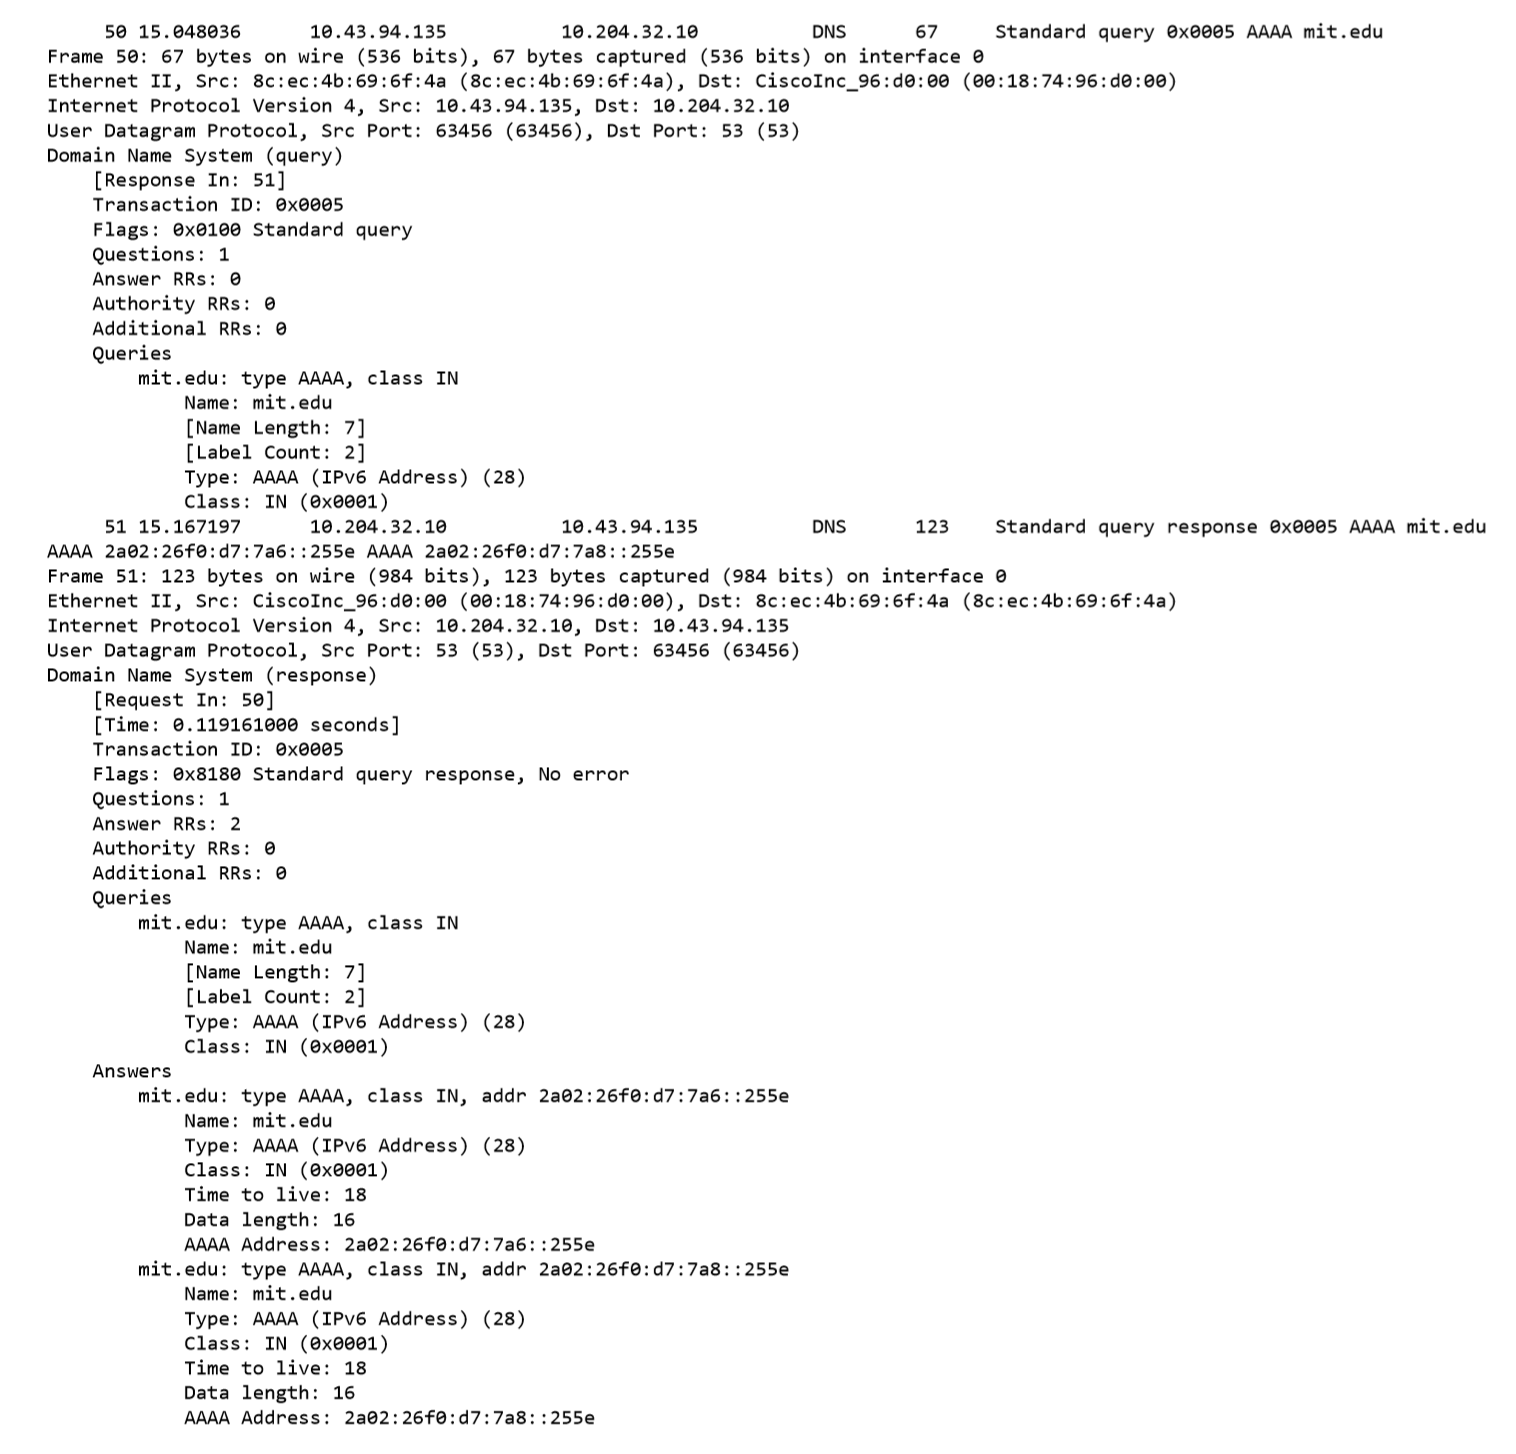 50 15.048036 10.43.94.135 10.204.32.10 DNS 67 Standard query 0x0005 AAAA mit.edu
Frame 50: 67 bytes on wire (536 bits), 67 bytes captured (536 bits) on interface 0
Ethernet II, Src: 8c:ec:4b:69:6f:4a (8c:ec:4b:69:6f:4a), Dst: CiscoInc_96:d0:00 (00:18:74:96:d0:00)
Internet Protocol Version 4, Src: 10.43.94.135, Dst: 10.204.32.10
User Datagram Protocol, Src Port: 63456 (63456), Dst Port: 53 (53)
Domain Name System (query)
[Response In: 51]
Transaction ID: 0x0005
Flags: 0x0100 Standard query
Questions: 1
Answer RRs: 0
Authority RRs: 0
Additional RRs: 0
Queries
mit.edu: type AAAA, class IN
Name: mit.edu
[Name Length: 7]
[Label Count: 2]
Type: AAAA (IPv6 Address) (28)
Class: IN (0x0001)
51 15.167197 10.204.32.10 10.43.94.135 DNS 123 Standard query response 0x0005 AAAA mit.edu
AAAA 2a02:26f0:d7:7a6::255e AAAA 2a02:26f0:d7:7a8::255e
Frame 51: 123 bytes on wire (984 bits), 123 bytes captured (984 bits) on interface 0
Ethernet II, Src: CiscoInc_96:d0:00 (00:18:74:96:d0:00), Dst: 8c:ec:4b:69:6f:4a (8c:ec:4b:69:6f:4a)
Internet Protocol Version 4, Src: 10.204.32.10, Dst: 10.43.94.135
User Datagram Protocol, Src Port: 53 (53), Dst Port: 63456 (63456)
Domain Name System (response)
[Request In: 50]
[Time: 0.119161000 seconds]
Transaction ID: 0x0005
Flags: 0x8180 Standard query response, No error
Questions: 1
Answer RRs: 2
Authority RRs: 0
Additional RRs: 0
Queries
mit.edu: type AAAA, class IN
Name: mit.edu
[Name Length: 7]
[Label Count: 2]
Type: AAAA (IPv6 Address) (28)
Class: IN (0x0001)
Answers
mit.edu: type AAAA, class IN, addr 2a02:26f0:d7:7a6::255e
Name: mit.edu
Type: AAAA (IPv6 Address) (28)
Class: IN (0x0001)
Time to live: 18
Data length: 16
AAAA Address: 2a02:26f0:d7:7a6::255e
mit.edu: type AAAA, class IN, addr 2a02:26f0:d7:7a8::255e
Name: mit.edu
Type: AAAA (IPv6 Address) (28)
Class: IN (0x0001)
Time to live: 18
Data length: 16
AAAA Address: 2a02:26f0:d7:7a8::255e